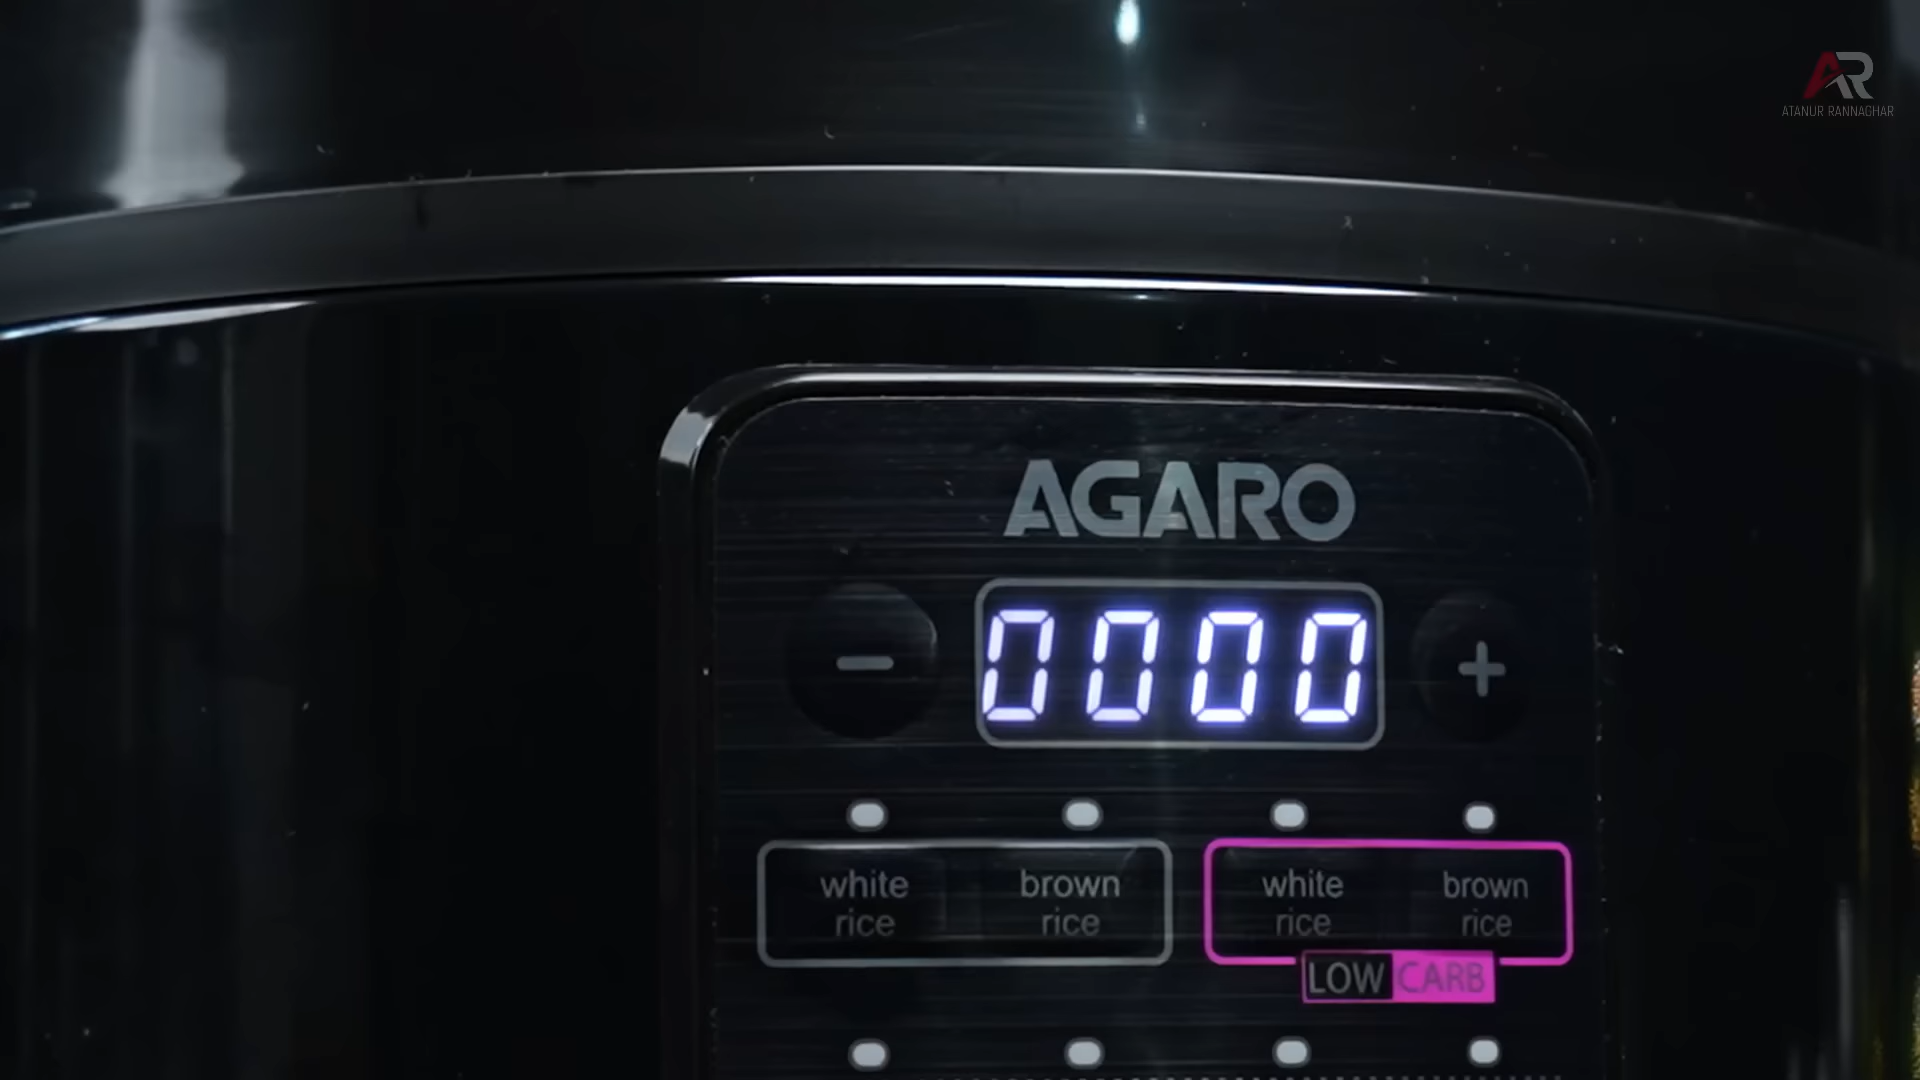 AR
ATANUR RANNAGHAR
AGARO
− 0000 +
white rice
brown rice
white rice
brown rice
LOW CARB